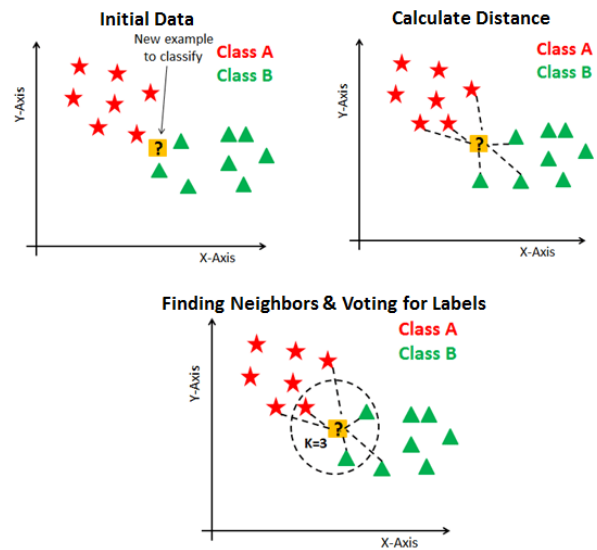 Initial Data
New example
to classify
Class A
Class B
?
Y-Axis
X-Axis
Calculate Distance
Class A
Class B
?
Y-Axis
X-Axis
Finding Neighbors & Voting for Labels
Class A
Class B
?
K=3
Y-Axis
X-Axis